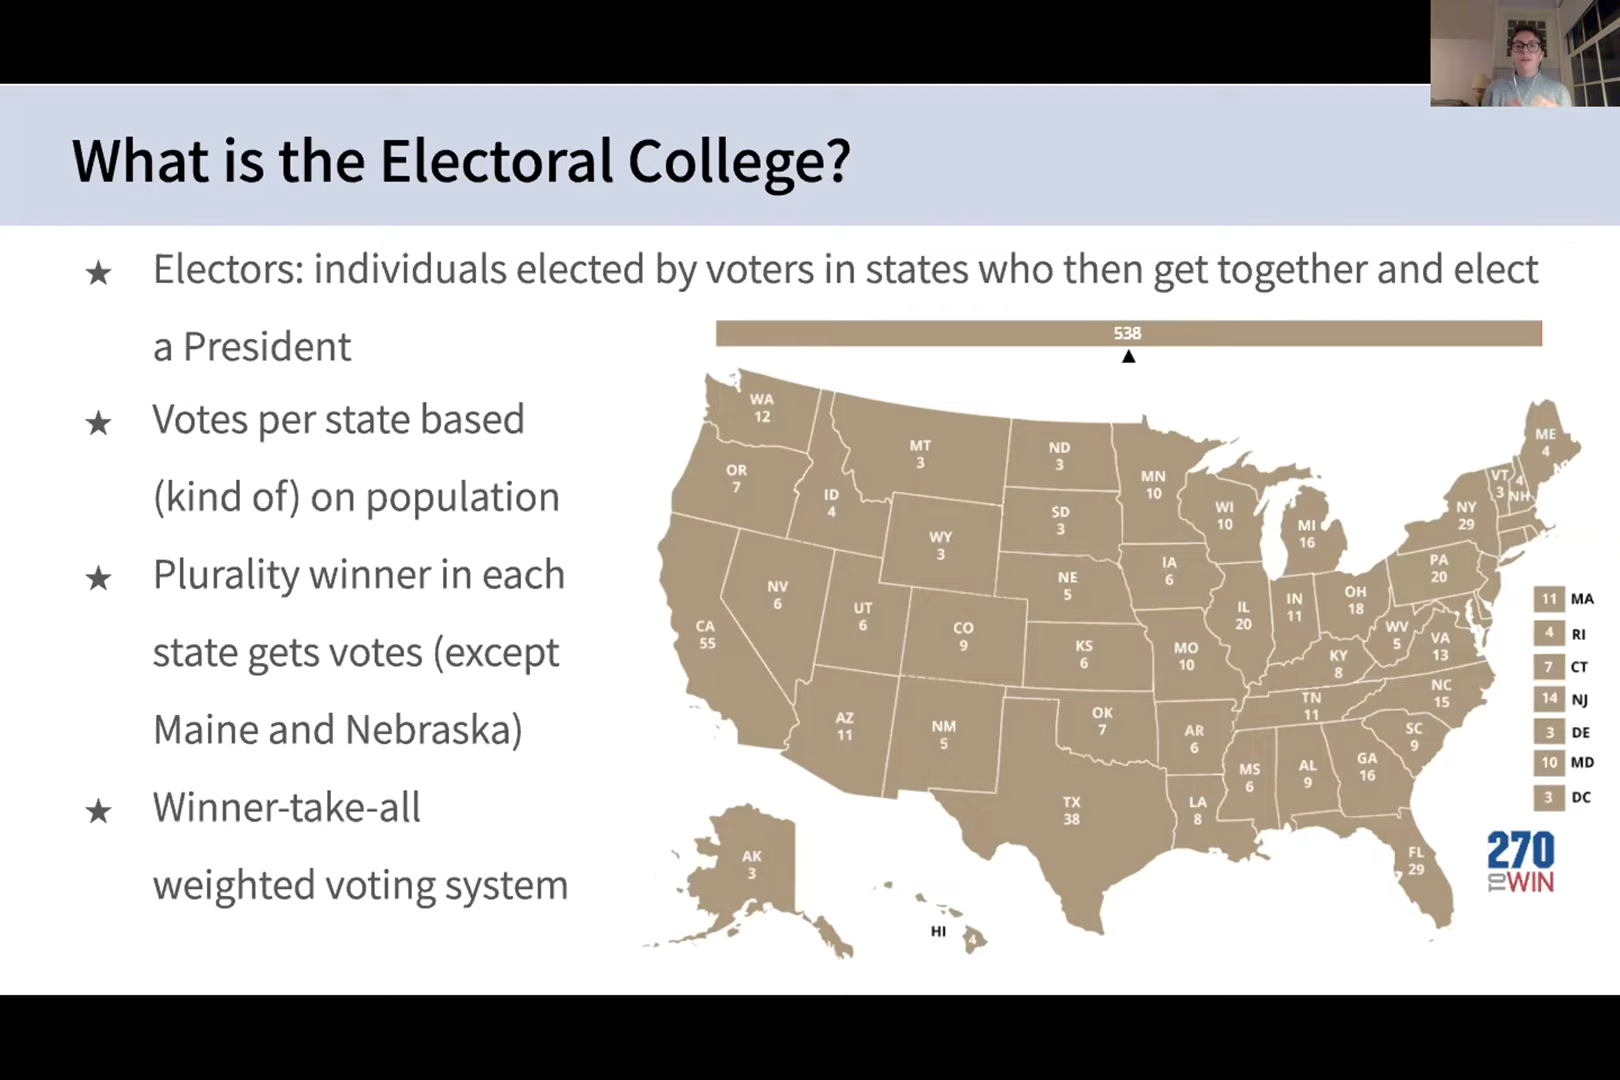 What is the Electoral College?
★ Electors: individuals elected by voters in states who then get together and elect
a President
★ Votes per state based
(kind of) on population
★ Plurality winner in each
state gets votes (except
Maine and Nebraska)
★ Winner-take-all
weighted voting system
538
WA
12
OR
7
CA
55
ID
4
NV
6
MT
3
WY
3
UT
6
AZ
11
CO
9
NM
5
ND
3
SD
3
NE
5
KS
6
OK
7
TX
38
MN
10
IA
6
MO
10
AR
6
LA
8
WI
10
IL
20
MI
16
IN
11
OH
18
KY
8
TN
11
MS
6
AL
9
GA
16
FL
29
SC
9
NC
15
VA
13
WV
5
PA
20
NY
29
VT
3
4
NH
ME
4
AK
3
HI
4
11 MA
4 RI
7 CT
14 NJ
3 DE
10 MD
3 DC
270
TO WIN